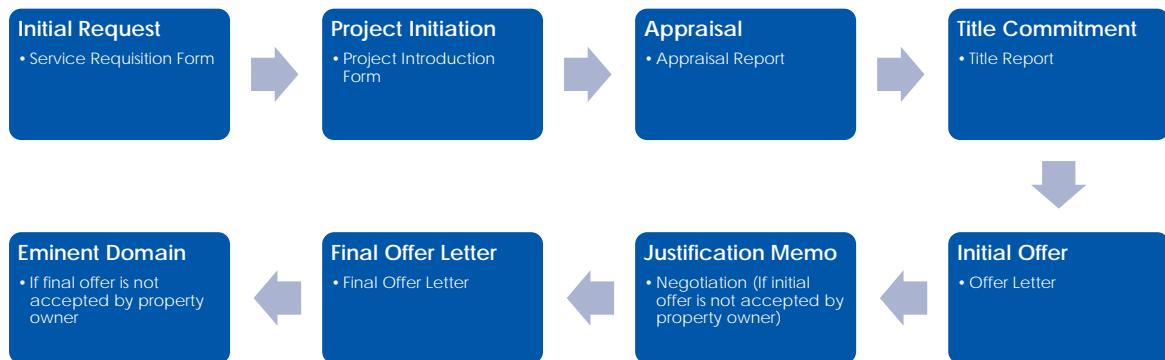 Initial Request
• Service Requisition Form
Project Initiation
• Project Introduction
Form
Appraisal
• Appraisal Report
Title Commitment
• Title Report
Initial Offer
• Offer Letter
Justification Memo
• Negotiation (If initial
offer is not accepted by
property owner)
Final Offer Letter
• Final Offer Letter
Eminent Domain
• If final offer is not
accepted by property
owner